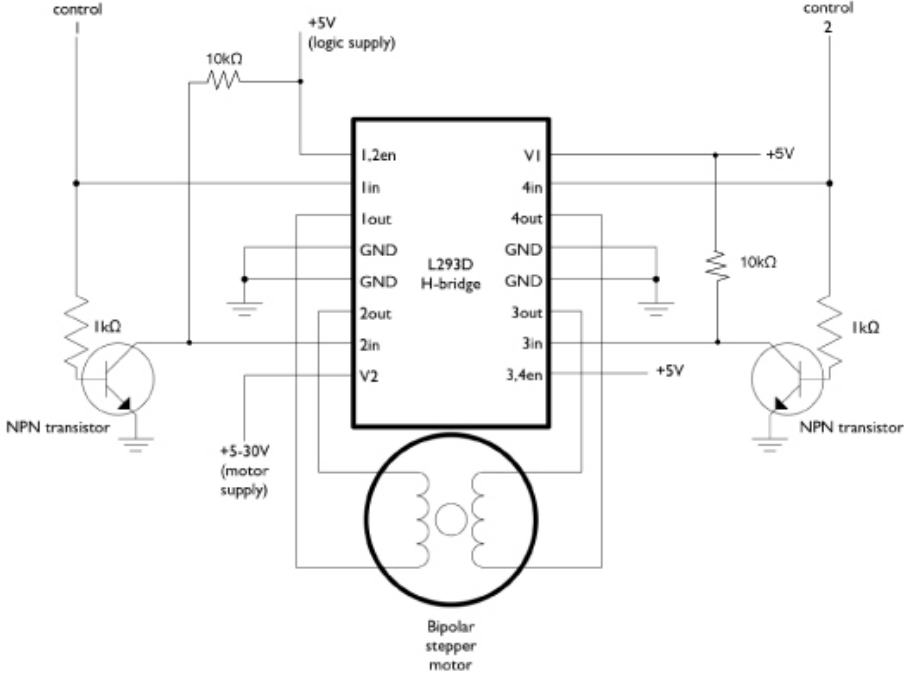 control
1
+5V
(logic supply)
control
2
10kΩ
1,2en
V1
+5V
1in
4in
1out
4out
GND
GND
L293D
H-bridge
10kΩ
GND
GND
2out
3out
1kΩ
1kΩ
2in
3in
V2
3,4en
+5V
NPN transistor
NPN transistor
+5-30V
(motor
supply)
Bipolar
stepper
motor